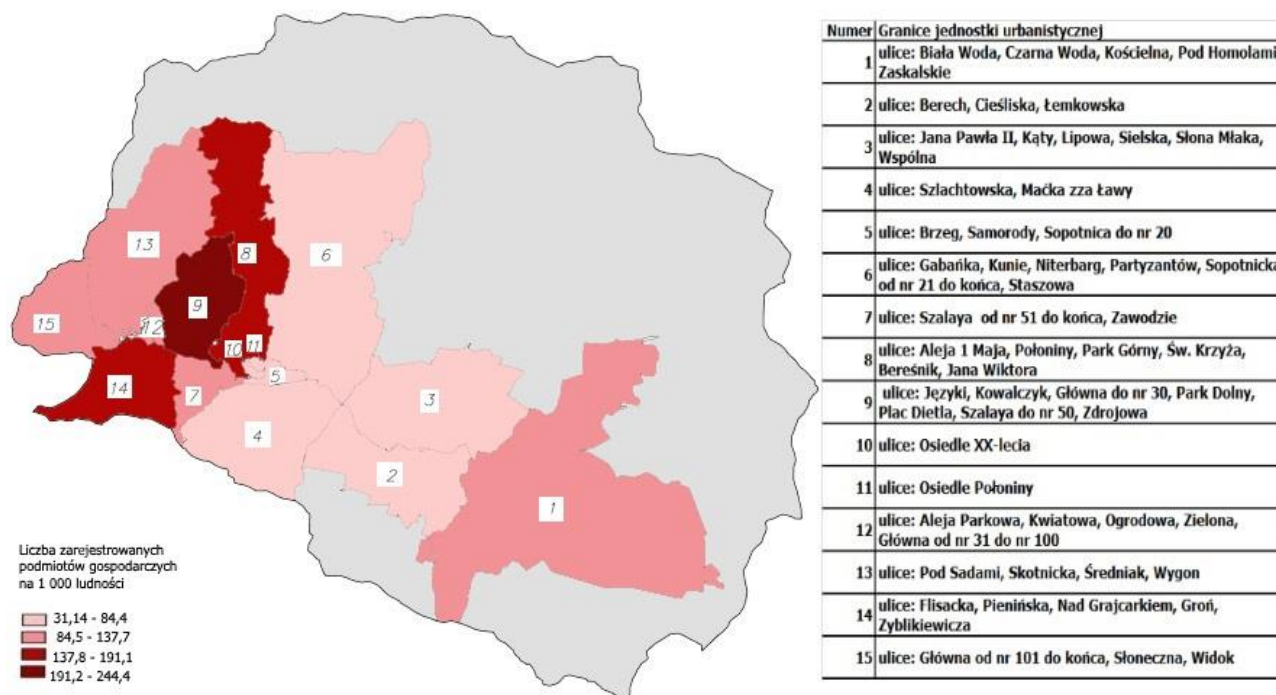 13
8
6
9
15
12
10
11
14
7
5
3
4
2
1
Liczba zarejestrowanych
podmiotów gospodarczych
na 1 000 ludności
31,14 - 84,4
84,5 - 137,7
137,8 - 191,1
191,2 - 244,4
Numer Granice jednostki urbanistycznej
1 ulice: Biała Woda, Czarna Woda, Kościelna, Pod Homolami
Zaskalskie
2 ulice: Berech, Cieśliska, Łemkowska
3 ulice: Jana Pawła II, Kąty, Lipowa, Sielska, Słona Młaka,
Wspólna
4 ulice: Szlachtowska, Maćka zza Ławy
5 ulice: Brzeg, Samorody, Sopotnica do nr 20
6 ulice: Gabańka, Kunie, Niterbarg, Partyzantów, Sopotnicka
od nr 21 do końca, Staszowa
7 ulice: Szalaya od nr 51 do końca, Zawodzie
8 ulice: Aleja 1 Maja, Połoniny, Park Górny, Św. Krzyża,
Bereśnik, Jana Wiktora
9 ulice: Języki, Kowalczyk, Główna do nr 30, Park Dolny,
Plac Dietla, Szalaya do nr 50, Zdrojowa
10 ulice: Osiedle XX-lecia
11 ulice: Osiedle Połoniny
12 ulice: Aleja Parkowa, Kwiatowa, Ogrodowa, Zielona,
Główna od nr 31 do nr 100
13 ulice: Pod Sadami, Skotnicka, Średniak, Wygon
14 ulice: Flisacka, Pienińska, Nad Grajcarkiem, Groń,
Zyblikiewicza
15 ulice: Główna od nr 101 do końca, Słoneczna, Widok